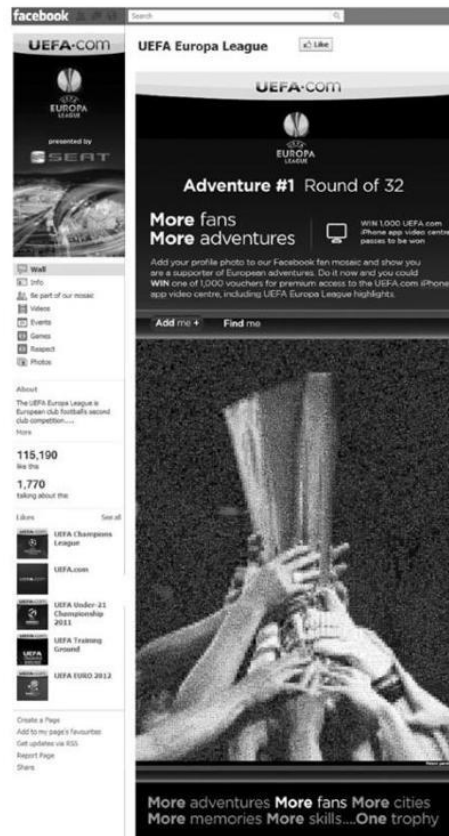 facebook
Search
UEFA.com
UEFA
EUROPA
LEAGUE
presented by
SEAT
Wall
Info
Be part of our mosaic
Videos
Events
Games
Respect
Photos
About
The UEFA Europa League is
European club football's second
club competition.....
More
115,190
like this
1,770
talking about this
Likes
See all
UEFA Champions
League
UEFA.com
UEFA Under-21
Championship
2011
UEFA Training
Ground
UEFA EURO 2012
Create a Page
Add to my page's favourites
Get updates via RSS
Report Page
Share
UEFA Europa League
Like
UEFA.com
UEFA
EUROPA
LEAGUE
Adventure #1 Round of 32
More fans
More adventures
WIN 1,000 UEFA.com
iPhone app video centre
passes to be won
Add your profile photo to our Facebook fan mosaic and show you
are a supporter of European adventures. Do it now and you could
WIN one of 1,000 vouchers for premium access to the UEFA.com iPhone
app video centre, including UEFA Europa League highlights.
Add me +
Find me
More adventures More fans More cities
More memories More skills....One trophy